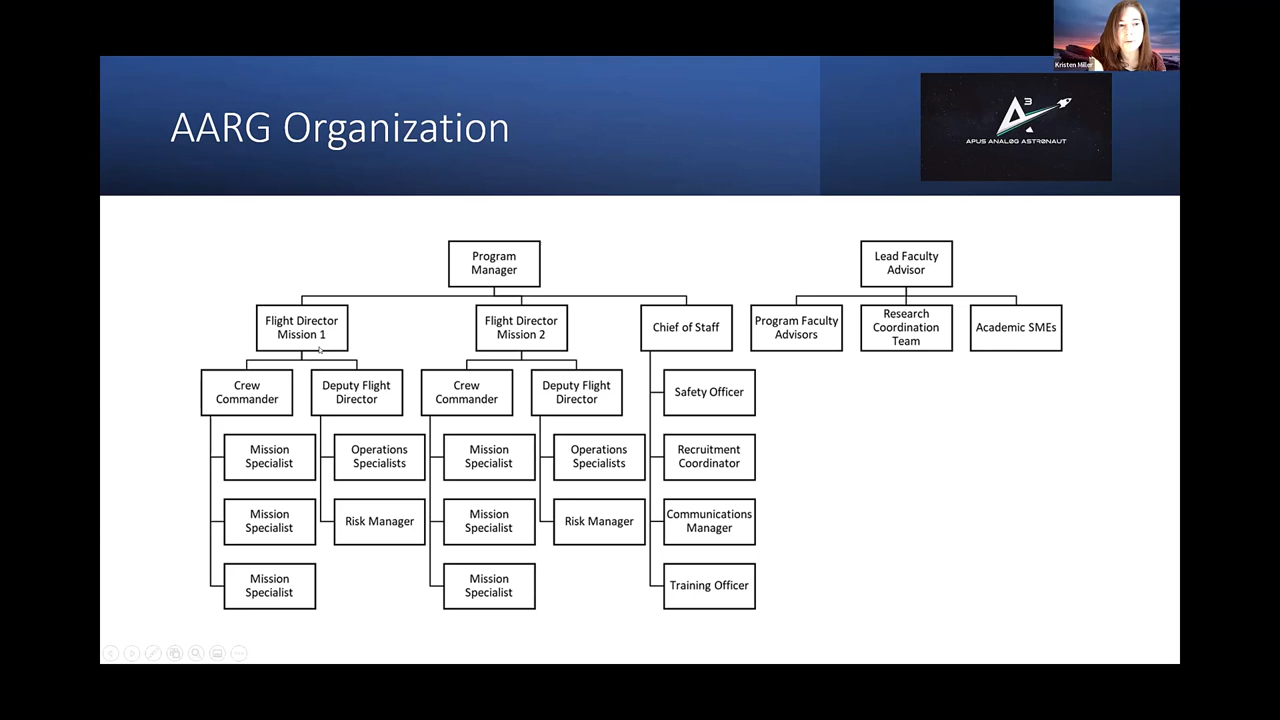 Kristen Miller
AARG Organization
A3
APUS ANALOG ASTRONAUT
Program
Manager
Lead Faculty
Advisor
Flight Director
Mission 1
Flight Director
Mission 2
Chief of Staff
Program Faculty
Advisors
Research
Coordination
Team
Academic SMEs
Crew
Commander
Deputy Flight
Director
Crew
Commander
Deputy Flight
Director
Safety Officer
Mission
Specialist
Operations
Specialists
Mission
Specialist
Operations
Specialists
Recruitment
Coordinator
Mission
Specialist
Risk Manager
Mission
Specialist
Risk Manager
Communications
Manager
Mission
Specialist
Mission
Specialist
Training Officer